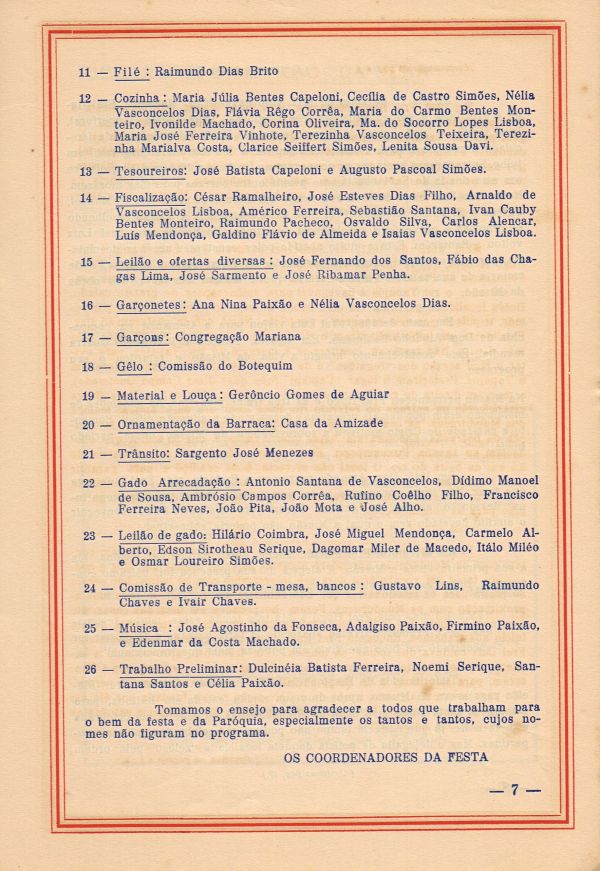 11 — Filé : Raimundo Dias Brito
12 — Cozinha : Maria Júlia Bentes Capeloni, Cecília de Castro Simões, Nélia
Vasconcelos Dias, Flávia Rêgo Corrêa, Maria do Carmo Bentes Mon-
teiro, Ivonilde Machado, Corina Oliveira, Ma. do Socorro Lopes Lisboa,
Maria José Ferreira Vinhote, Terezinha Vasconcelos Teixeira, Terezi-
nha Marialva Costa, Clarice Seiffert Simões, Lenita Sousa Davi.
13 — Tesoureiros: José Batista Capeloni e Augusto Pascoal Simões.
14 — Fiscalização: César Ramalheiro, José Esteves Dias Filho, Arnaldo de
Vasconcelos Lisboa, Américo Ferreira, Sebastião Santana, Ivan Cauby
Bentes Monteiro, Raimundo Pacheco, Osvaldo Silva, Carlos Alencar,
Luís Mendonça, Galdino Flávio de Almeida e Isaias Vasconcelos Lisboa.
15 — Leilão e ofertas diversas : José Fernando dos Santos, Fábio das Cha-
gas Lima, José Sarmento e José Ribamar Penha.
16 — Garçonetes: Ana Nina Paixão e Nélia Vasconcelos Dias.
17 — Garçons: Congregação Mariana
18 — Gêlo : Comissão do Botequim
19 — Material e Louça : Gerôncio Gomes de Aguiar
20 — Ornamentação da Barraca: Casa da Amizade
21 — Trânsito: Sargento José Menezes
22 — Gado Arrecadação : Antonio Santana de Vasconcelos, Dídimo Manoel
de Sousa, Ambrósio Campos Corrêa, Rufino Coêlho Filho, Francisco
Ferreira Neves, João Pita, João Mota e José Alho.
23 — Leilão de gado: Hilário Coimbra, José Miguel Mendonça, Carmelo Al-
berto, Edson Sirotheau Serique, Dagomar Miler de Macedo, Itálo Miléo
e Osmar Loureiro Simões.
24 — Comissão de Transporte - mesa, bancos : Gustavo Lins, Raimundo
Chaves e Ivair Chaves.
25 — Música : José Agostinho da Fonseca, Adalgiso Paixão, Firmino Paixão,
e Edenmar da Costa Machado.
26 — Trabalho Preliminar: Dulcinéia Batista Ferreira, Noemi Serique, San-
tana Santos e Célia Paixão.
Tomamos o ensejo para agradecer a todos que trabalham para
o bem da festa e da Paróquia, especialmente os tantos e tantos, cujos no-
mes não figuram no programa.
OS COORDENADORES DA FESTA
— 7 —